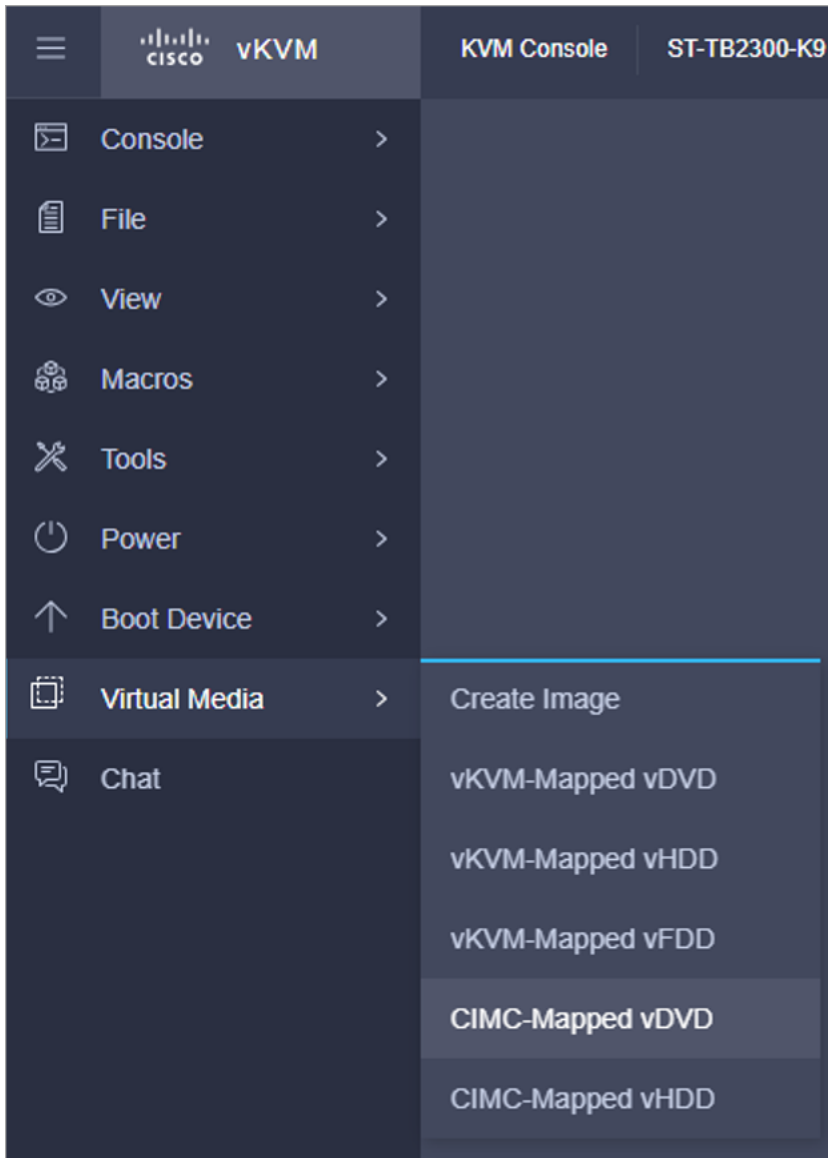 cisco vKVM KVM Console ST-TB2300-K9
Console
File
View
Macros
Tools
Power
Boot Device
Virtual Media
Chat
Create Image
vKVM-Mapped vDVD
vKVM-Mapped vHDD
vKVM-Mapped vFDD
CIMC-Mapped vDVD
CIMC-Mapped vHDD